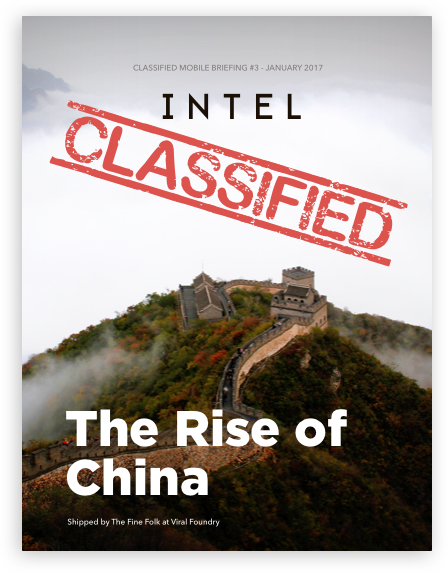 CLASSIFIED MOBILE BRIEFING #3 - JANUARY 2017
INTEL
CLASSIFIED
The Rise of
China
Shipped by The Fine Folk at Viral Foundry